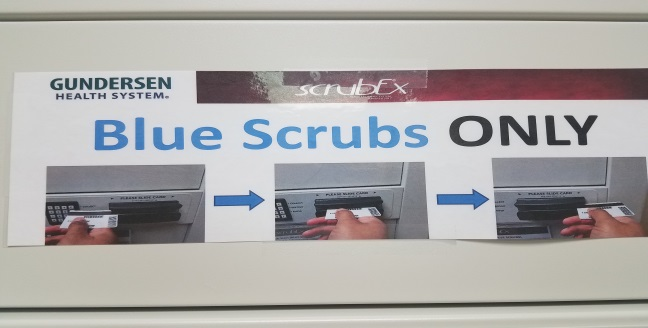 GUNDERSEN
HEALTH SYSTEM®
scrubEx
Blue Scrubs ONLY
PLEASE SLIDE CARD
PLEASE SLIDE CARD
PLEASE SLIDE CARD